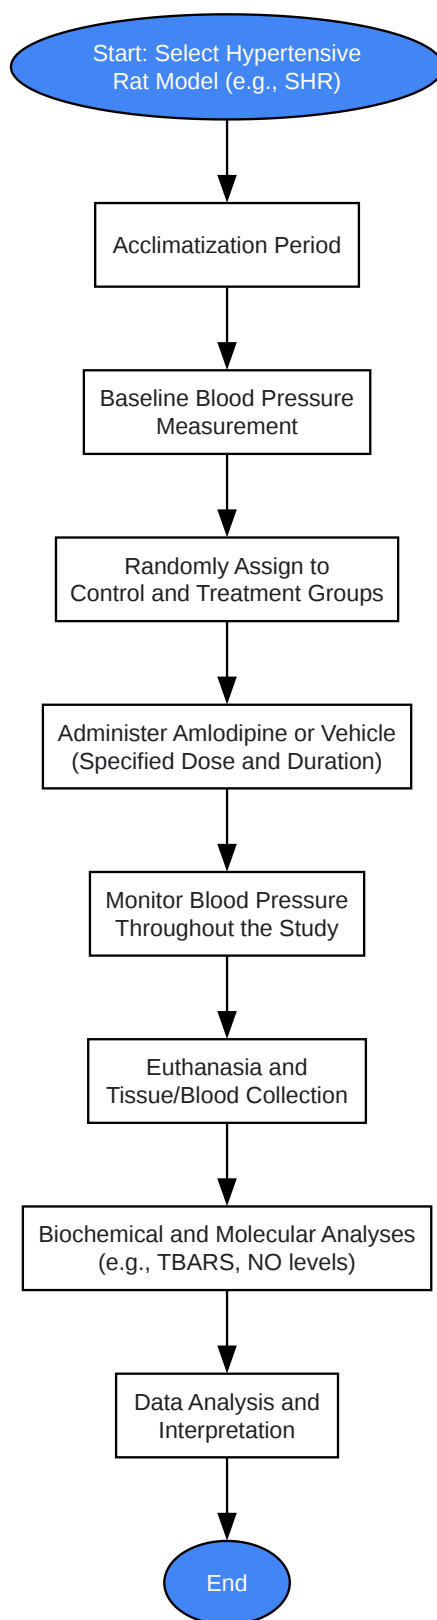 Start: Select Hypertensive
Rat Model (e.g., SHR)
Acclimatization Period
Baseline Blood Pressure
Measurement
Randomly Assign to
Control and Treatment Groups
Administer Amlodipine or Vehicle
(Specified Dose and Duration)
Monitor Blood Pressure
Throughout the Study
Euthanasia and
Tissue/Blood Collection
Biochemical and Molecular Analyses
(e.g., TBARS, NO levels)
Data Analysis and
Interpretation
End